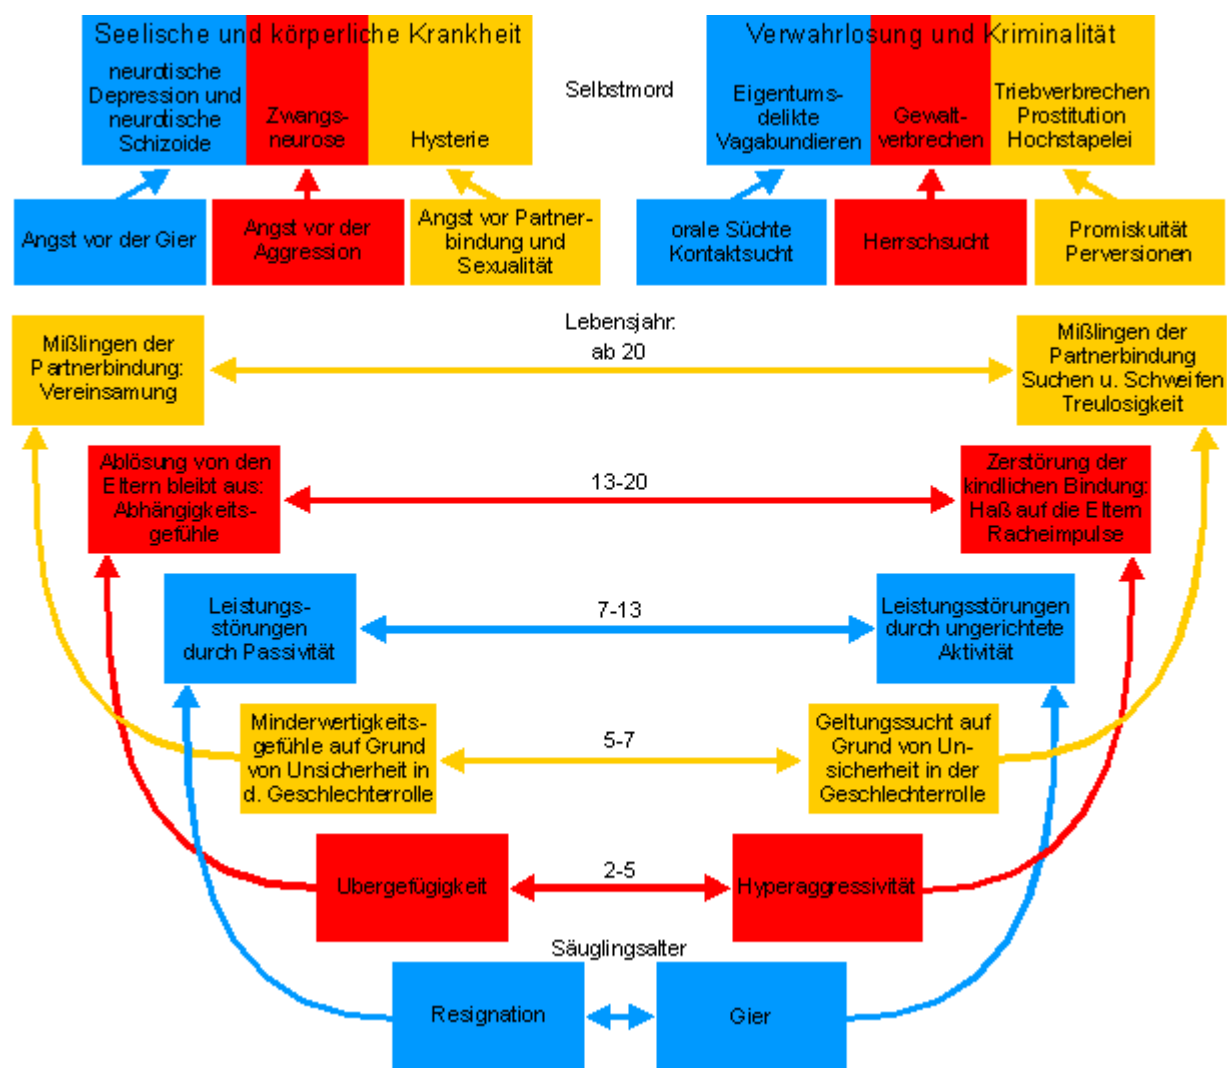 Seelische und körperliche Krankheit
neurotische
Depression und
neurotische
Schizoide
Zwangs-
neurose
Hysterie
Selbstmord
Verwahrlosung und Kriminalität
Eigentums-
delikte
Vagabundieren
Gewalt-
verbrechen
Triebverbrechen
Prostitution
Hochstapelei
Angst vor der Gier
Angst vor der
Aggression
Angst vor Partner-
bindung und
Sexualität
orale Süchte
Kontaktsucht
Herrschsucht
Promiskuität
Perversionen
Lebensjahr:
ab 20
Mißlingen der
Partnerbindung:
Vereinsamung
Mißlingen der
Partnerbindung
Suchen u. Schweifen
Treulosigkeit
Ablösung von den
Eltern bleibt aus:
Abhängigkeits-
gefühle
13-20
Zerstörung der
kindlichen Bindung:
Haß auf die Eltern
Racheimpulse
Leistungs-
störungen
durch Passivität
7-13
Leistungsstörungen
durch ungerichtete
Aktivität
Minderwertigkeits-
gefühle auf Grund
von Unsicherheit in
d. Geschlechterrolle
5-7
Geltungssucht auf
Grund von Un-
sicherheit in der
Geschlechterrolle
Übergefügigkeit
2-5
Hyperaggressivität
Säuglingsalter
Resignation
Gier